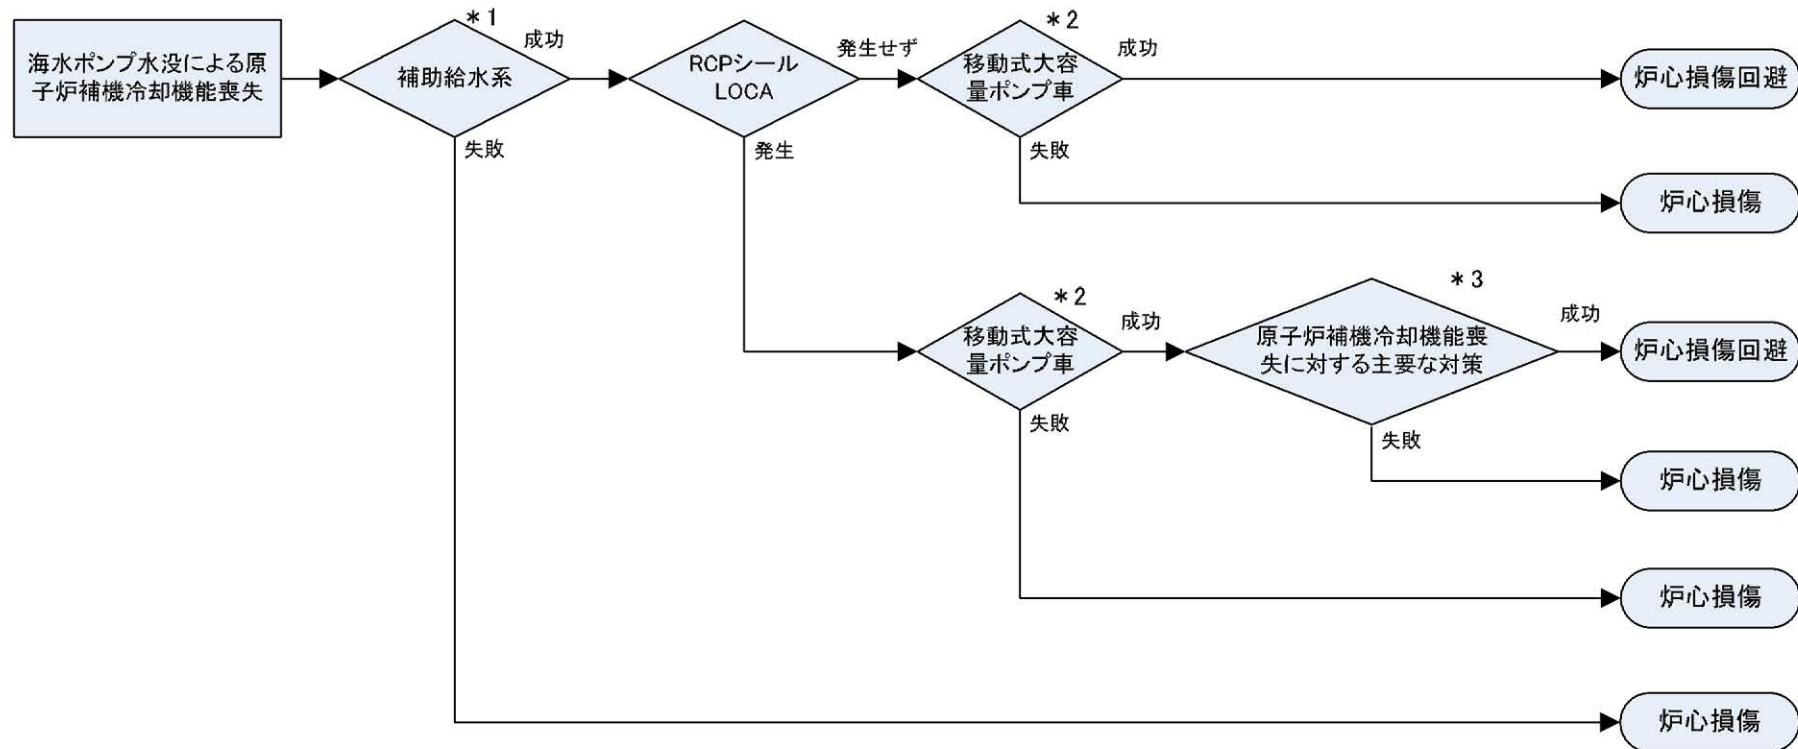 海水ポンプ水没による原
子炉補機冷却機能喪失
*1
補助給水系
成功
失敗
RCPシール
LOCA
発生せず
発生
*2
移動式大容
量ポンプ車
成功
失敗
炉心損傷回避
炉心損傷
*2
移動式大容
量ポンプ車
成功
失敗
*3
原子炉補機冷却機能喪
失に対する主要な対策
成功
失敗
炉心損傷回避
炉心損傷
炉心損傷
炉心損傷